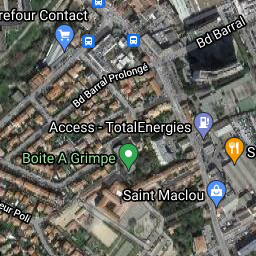 refour Contact
Bd Barral
Bd Barral Prolongé
Access - TotalEnergies
S
Boite A Grimpe
Saint Maclou
eur Poli